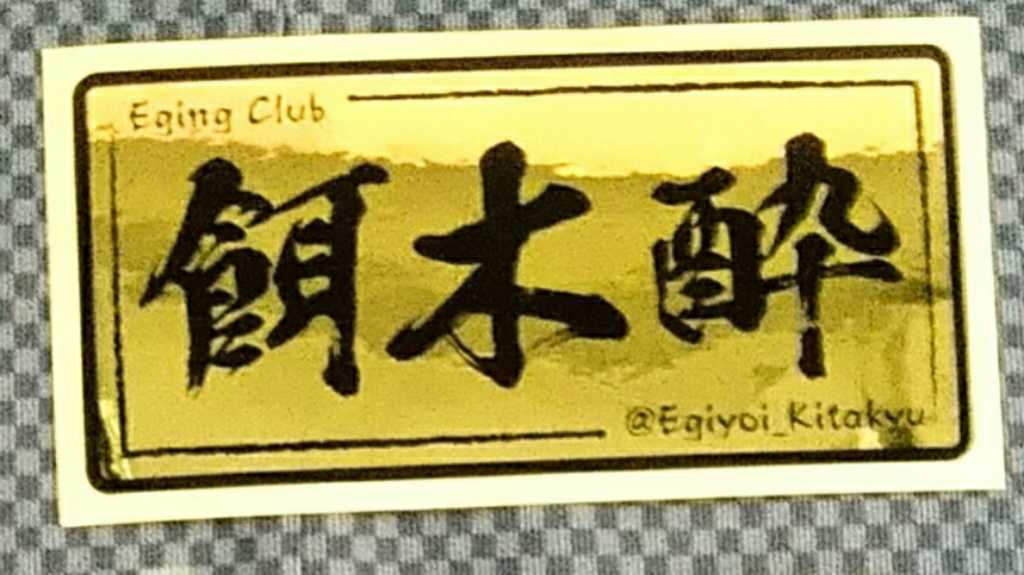 Eging Club
餌木酔
@Egiyoi_Kitakyu